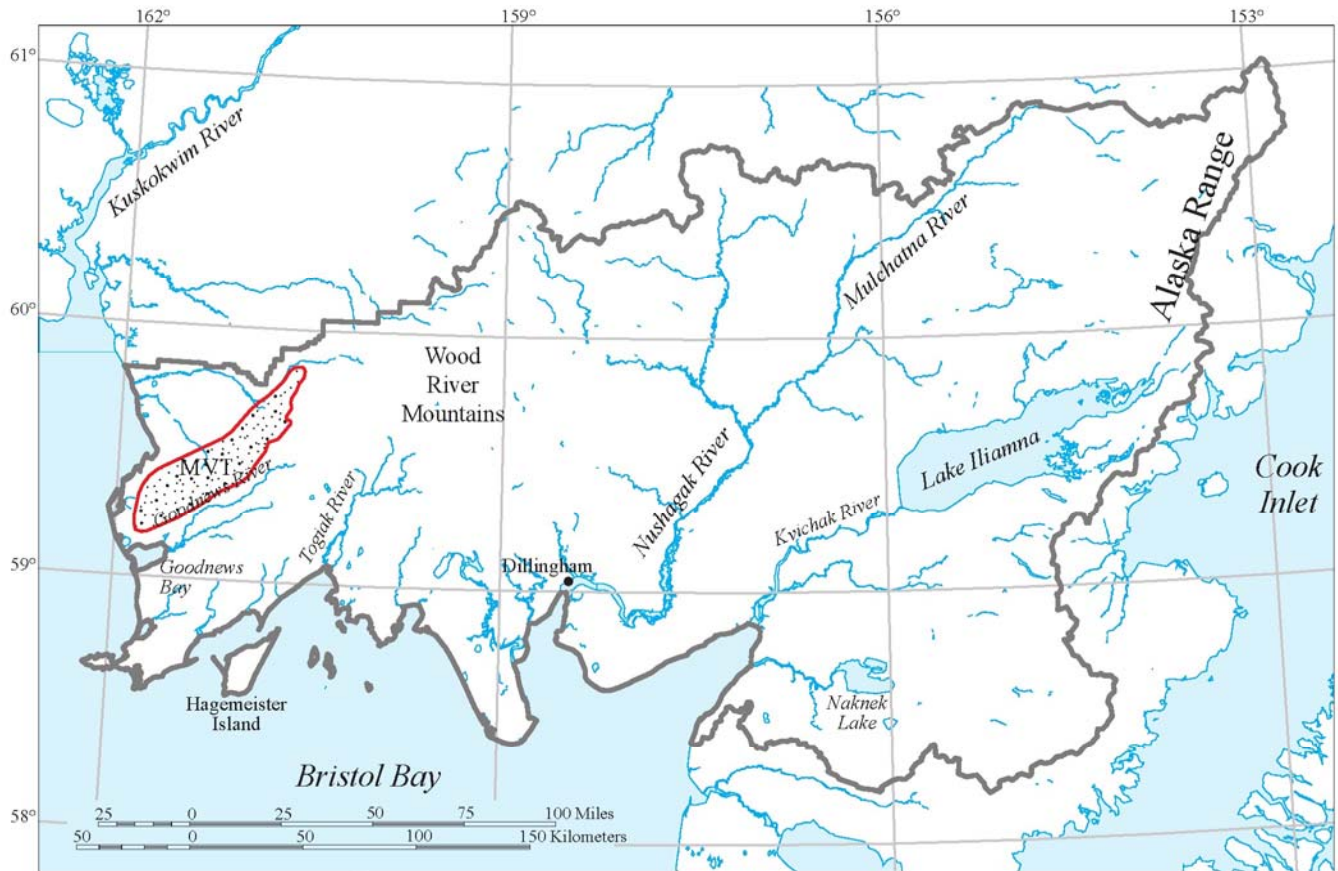 162°
159°
156°
153°
61°
Kuskokwim River
Alaska Range
Mulchatna River
60°
Wood
River
Mountains
MVT
Goodnews River
Togiak River
Nushagak River
Lake Iliamna
Kvichak River
Cook
Inlet
59°
Goodnews
Bay
Dillingham
Hagemeister
Island
Naknek
Lake
Bristol Bay
58°
25 0 25 50 75 100 Miles
50 0 50 100 150 Kilometers